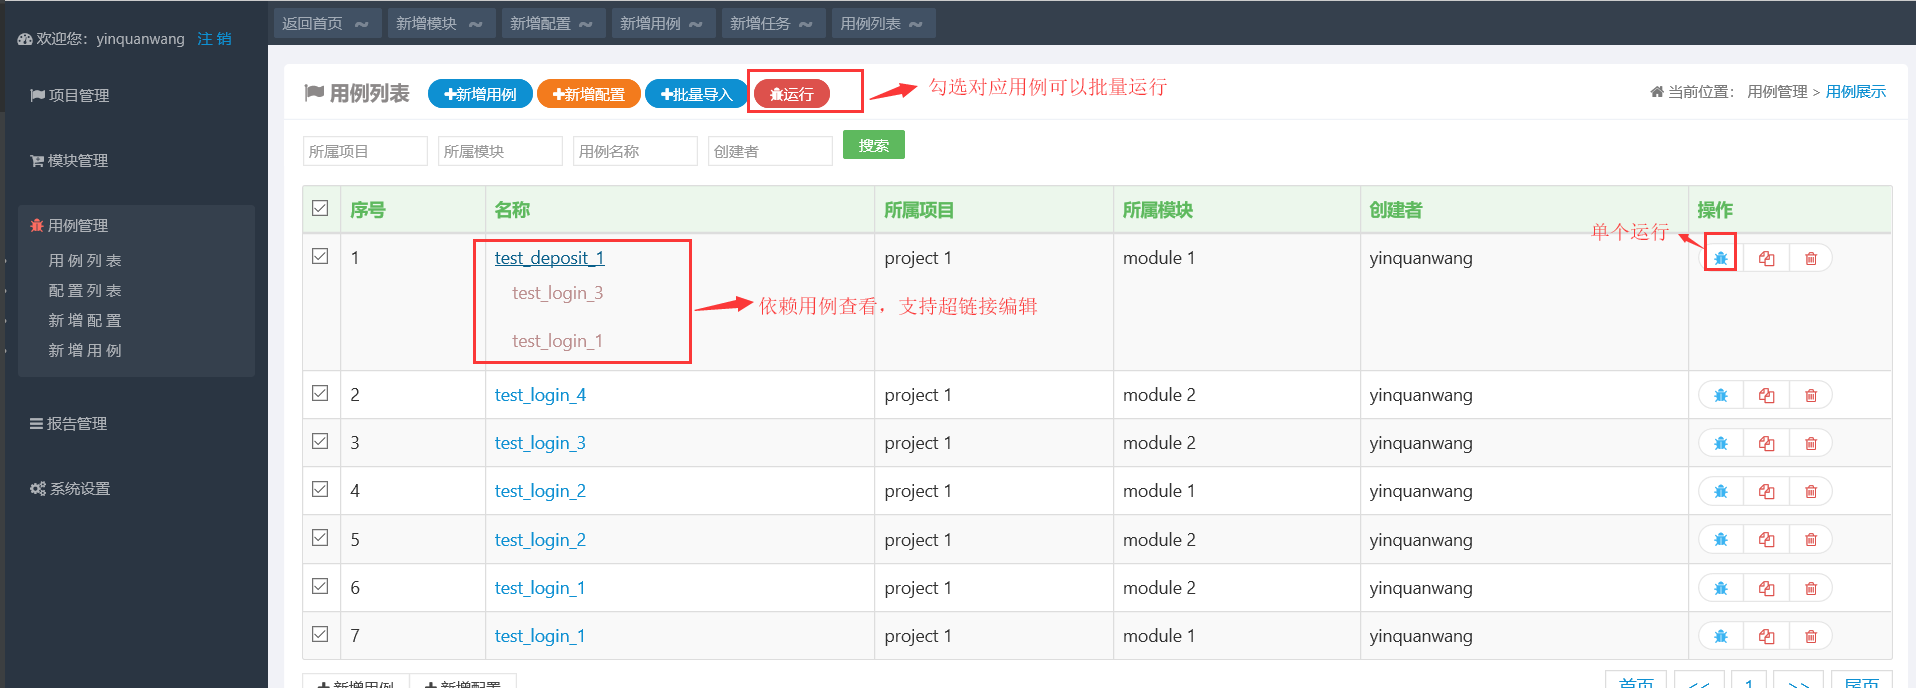 返回首页
新增模块
新增配置
新增用例
新增任务
用例列表
欢迎您：yinquanwang 注 销
项目管理
模块管理
用例管理
用 例 列 表
配 置 列 表
新 增 配 置
新 增 用 例
报告管理
系统设置
用例列表 新增用例 新增配置 批量导入 运行
勾选对应用例可以批量运行
当前位置： 用例管理 > 用例展示
所属项目 所属模块 用例名称 创建者 搜索
序号 名称 所属项目 所属模块 创建者 操作
单个运行
1 test_deposit_1 project 1 module 1 yinquanwang
test_login_3
依赖用例查看，支持超链接编辑
test_login_1
2 test_login_4 project 1 module 2 yinquanwang
3 test_login_3 project 1 module 2 yinquanwang
4 test_login_2 project 1 module 1 yinquanwang
5 test_login_2 project 1 module 2 yinquanwang
6 test_login_1 project 1 module 2 yinquanwang
7 test_login_1 project 1 module 1 yinquanwang
新增用例 新增配置
首页 << 1 >> 尾页